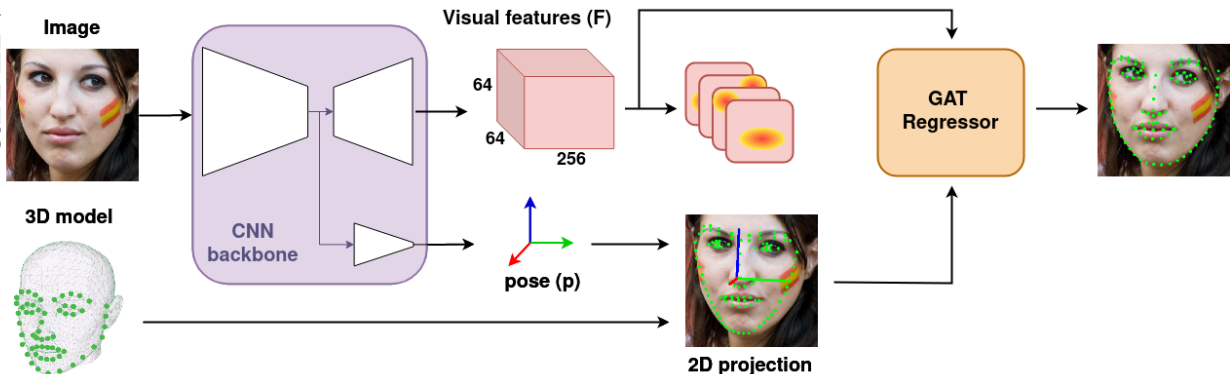 Image
Visual features (F)
64
64
256
CNN
backbone
GAT
Regressor
3D model
pose (p)
2D projection